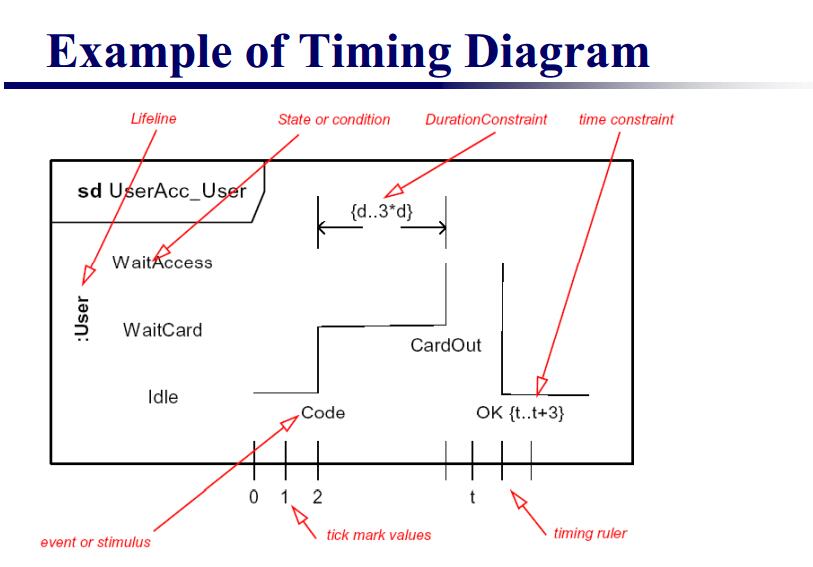 Example of Timing Diagram
Lifeline
State or condition
DurationConstraint
time constraint
sd UserAcc_User
{d..3*d}
WaitAccess
:User
WaitCard
CardOut
Idle
Code
OK {t..t+3}
0 1 2 t
event or stimulus
tick mark values
timing ruler